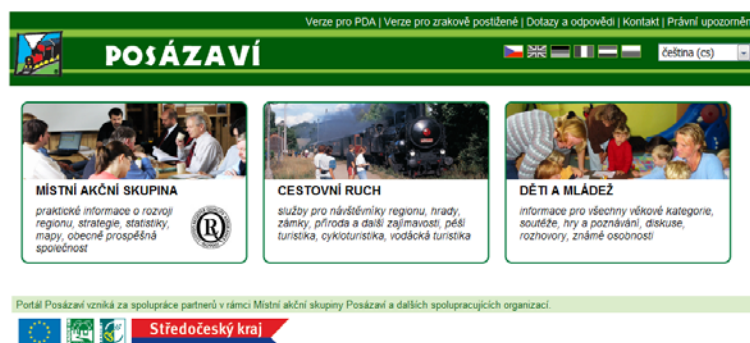 Verze pro PDA | Verze pro zrakově postižené | Dotazy a odpovědi | Kontakt | Právní upozorněn
POSÁZAVÍ
čeština (cs)
MÍSTNÍ AKČNÍ SKUPINA
praktické informace o rozvoji
regionu, strategie, statistiky,
mapy, obecně prospěšná
společnost
CESTOVNÍ RUCH
služby pro návštěvníky regionu, hrady,
zámky, příroda a další zajímavosti, pěší
turistika, cykloturistika, vodácká turistika
DĚTI A MLÁDEŽ
informace pro všechny věkové kategorie,
soutěže, hry a poznávání, diskuse,
rozhovory, známé osobnosti
Portál Posázaví vzniká za spolupráce partnerů v rámci Místní akční skupiny Posázaví a dalších spolupracujících organizací.
Středočeský kraj